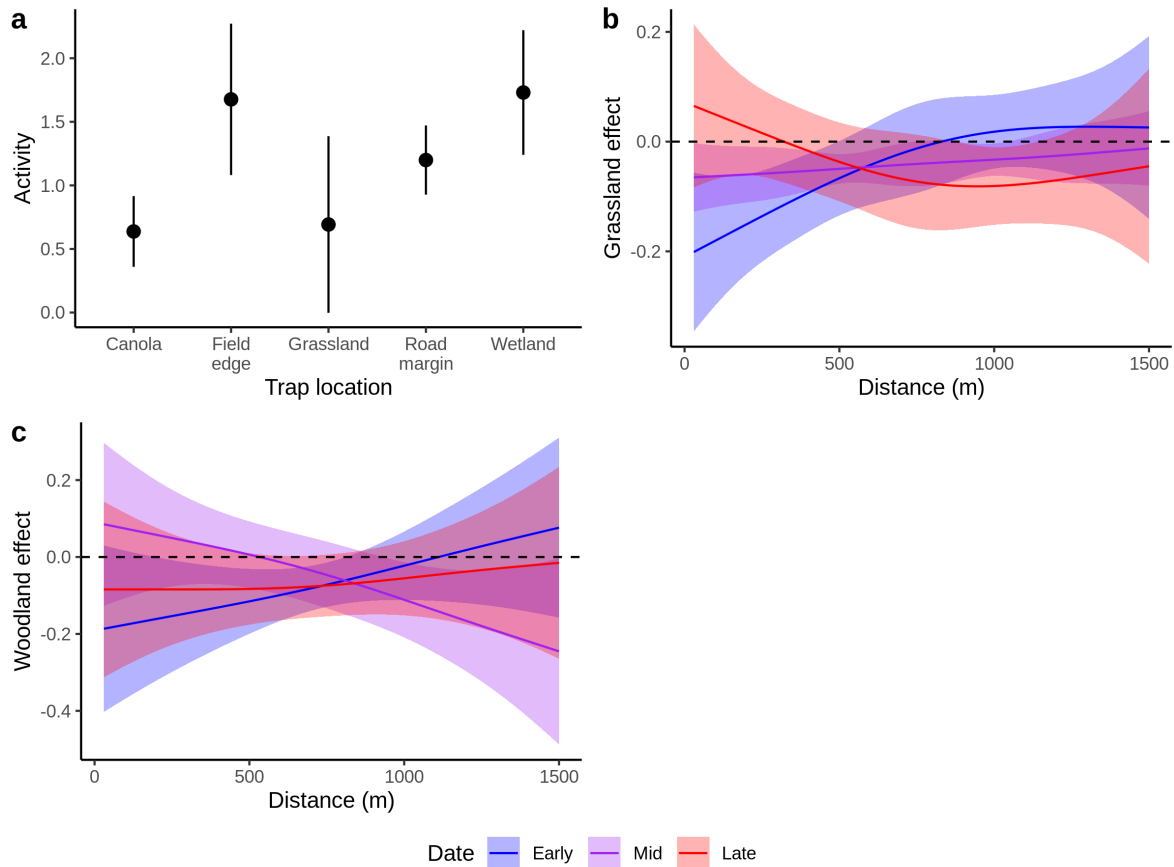 a
Activity
2.0
1.5
1.0
0.5
0.0
Canola
Field
edge
Grassland
Road
margin
Wetland
Trap location
b
Grassland effect
0.2
0.0
-0.2
0
500
1000
1500
Distance (m)
c
Woodland effect
0.2
0.0
-0.2
-0.4
0
500
1000
1500
Distance (m)
Date Early Mid Late